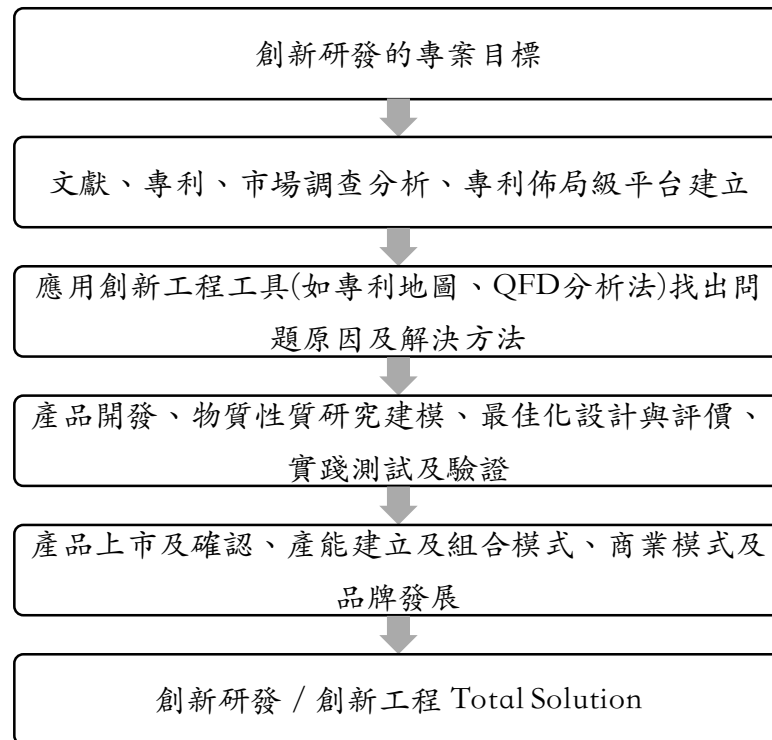 創新研發的專案目標
文獻、專利、市場調查分析、專利佈局級平台建立
應用創新工程工具(如專利地圖、QFD分析法)找出問
題原因及解決方法
產品開發、物質性質研究建模、最佳化設計與評價、
實踐測試及驗證
產品上市及確認、產能建立及組合模式、商業模式及
品牌發展
創新研發 / 創新工程 Total Solution